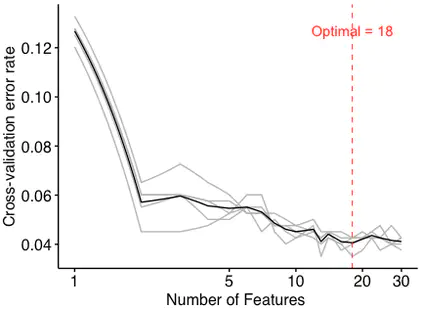 Optimal = 18
0.12
0.10
0.08
0.06
0.04
Cross-validation error rate
1 5 10 20 30
Number of Features